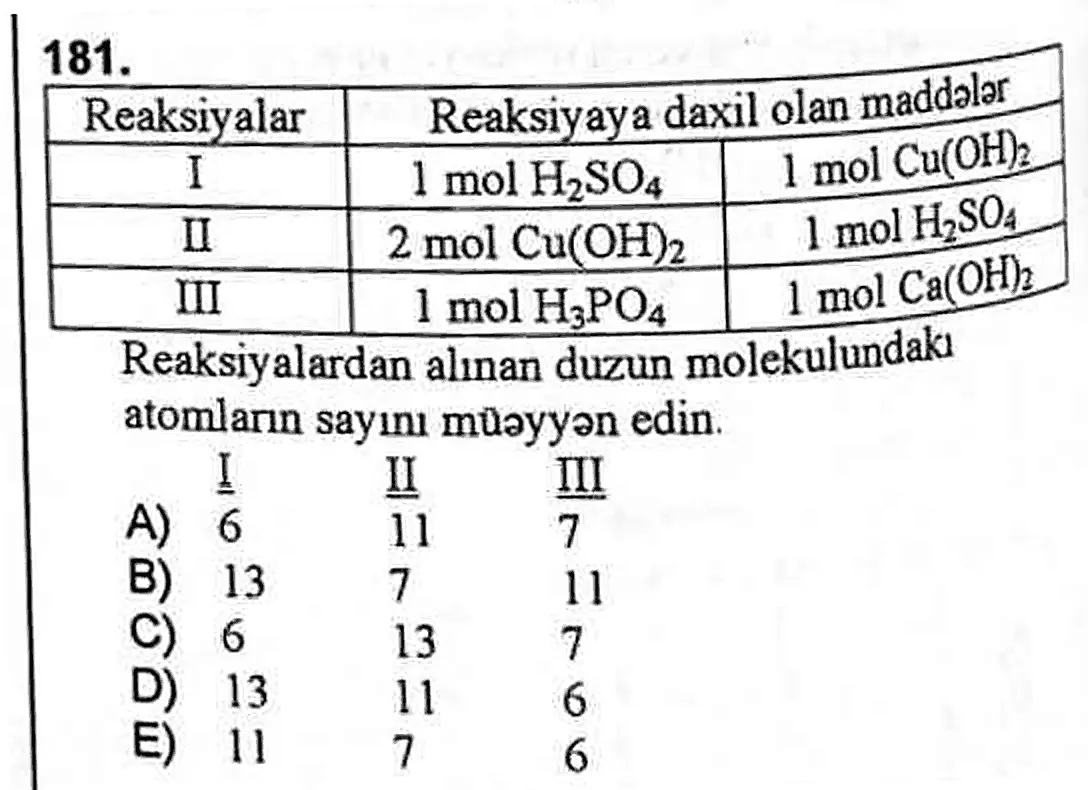 181.
Reaksiyalar Reaksiyaya daxil olan maddələr
I 1 mol H₂SO₄ 1 mol Cu(OH)₂
II 2 mol Cu(OH)₂ 1 mol H₂SO₄
III 1 mol H₃PO₄ 1 mol Ca(OH)₂
Reaksiyalardan alınan duzun molekulundakı
atomların sayını müəyyən edin.
I II III
A) 6 11 7
B) 13 7 11
C) 6 13 7
D) 13 11 6
E) 11 7 6